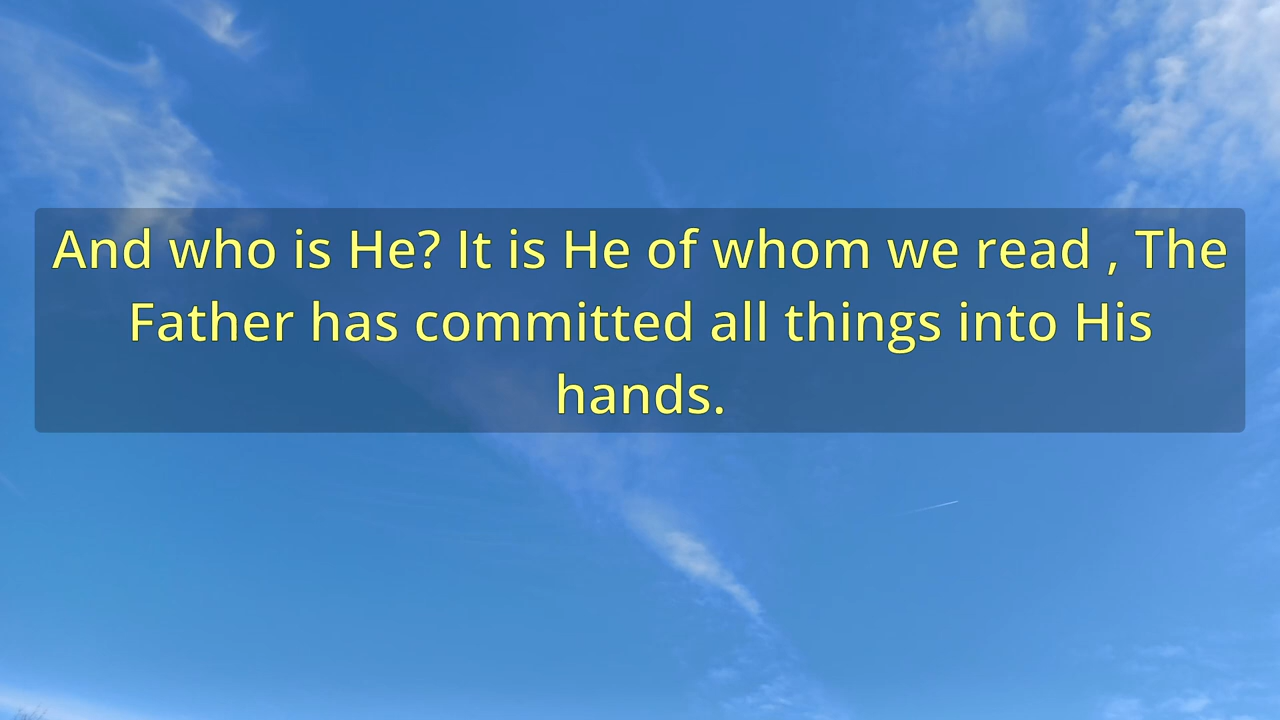 And who is He? It is He of whom we read , The
Father has committed all things into His
hands.